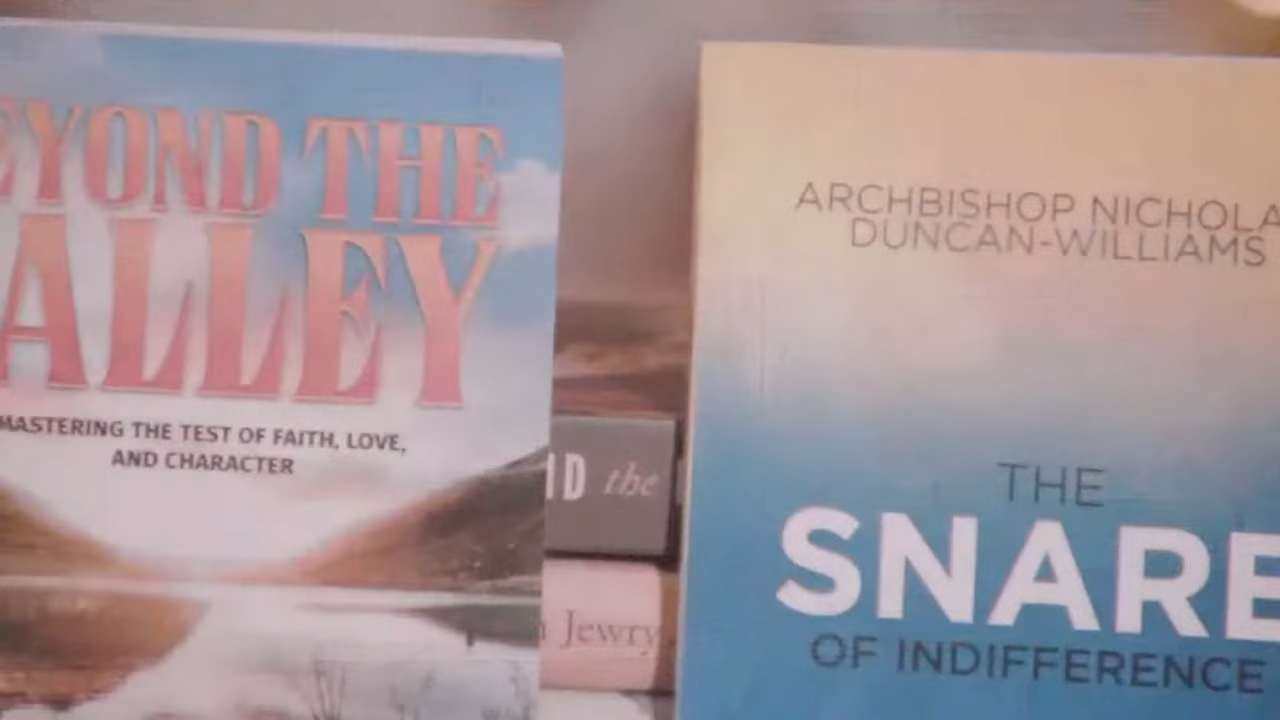 EYOND THE
ALLEY
MASTERING THE TEST OF FAITH, LOVE,
AND CHARACTER
D the
Jewry
ARCHBISHOP NICHOLA
DUNCAN-WILLIAMS
THE
SNARE
OF INDIFFERENCE